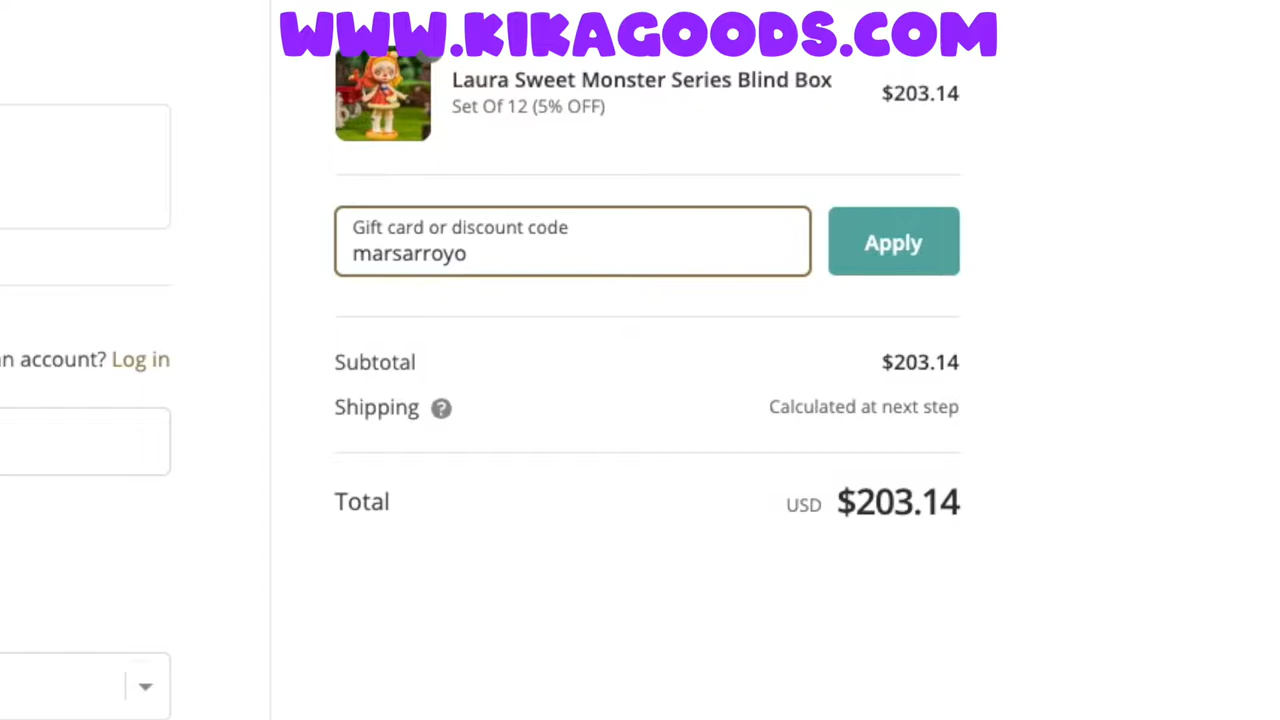 WWW.KIKAGOODS.COM
Laura Sweet Monster Series Blind Box
$203.14
Set Of 12 (5% OFF)
Gift card or discount code
marsarroyo
Apply
Subtotal $203.14
n account? Log in
Shipping ? Calculated at next step
Total USD $203.14